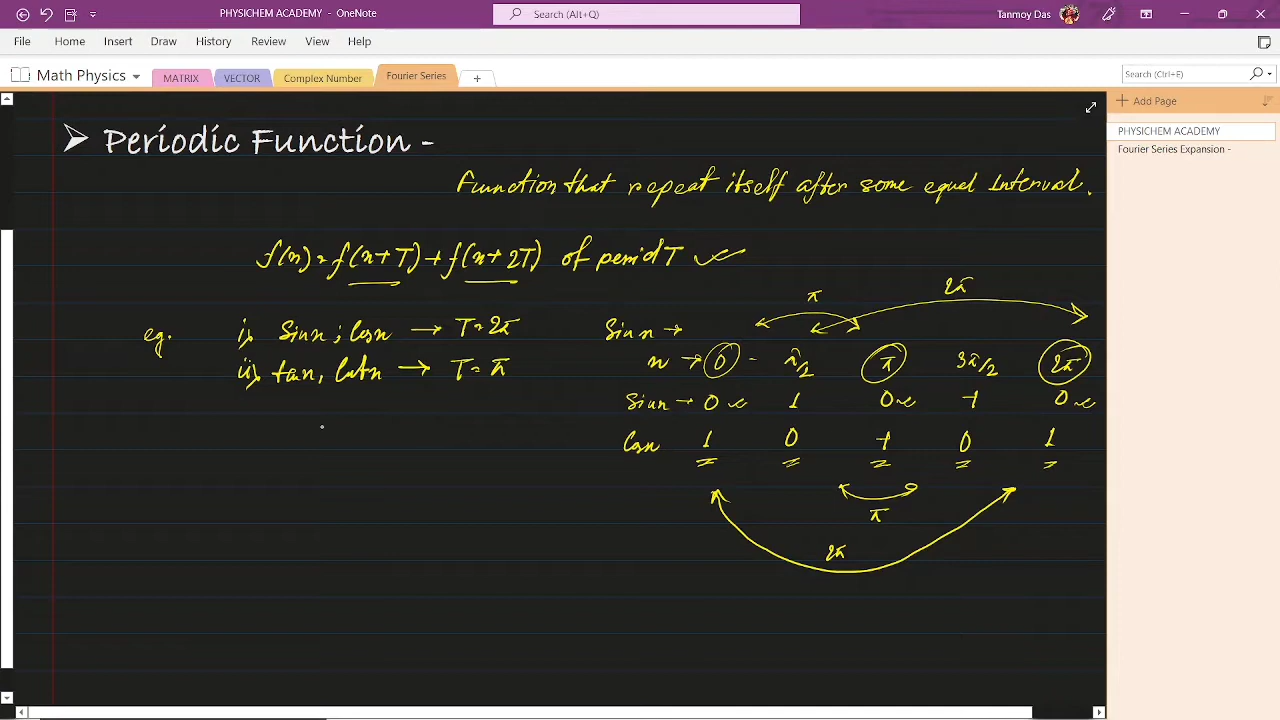 PHYSICHEM ACADEMY - OneNote
Search (Alt+Q)
Tanmoy Das
File Home Insert Draw History Review View Help
Math Physics MATRIX VECTOR Complex Number Fourier Series +
Search (Ctrl+E)
Add Page
PHYSICHEM ACADEMY
Fourier Series Expansion -
➤ Periodic Function -
Function that repeat itself after some equal Interval.
f(x) = f(x+T) + f(x+2T) of period T ✓
2π
π
eg. i> Sinx ; Cosx → T = 2π
Sinx →
x → 0 - π/2 π 3π/2 2π
ii> tanx, Cotx → T = π
Sinx → 0 1 0 -1 0
Cosx 1 0 -1 0 1
π
2π